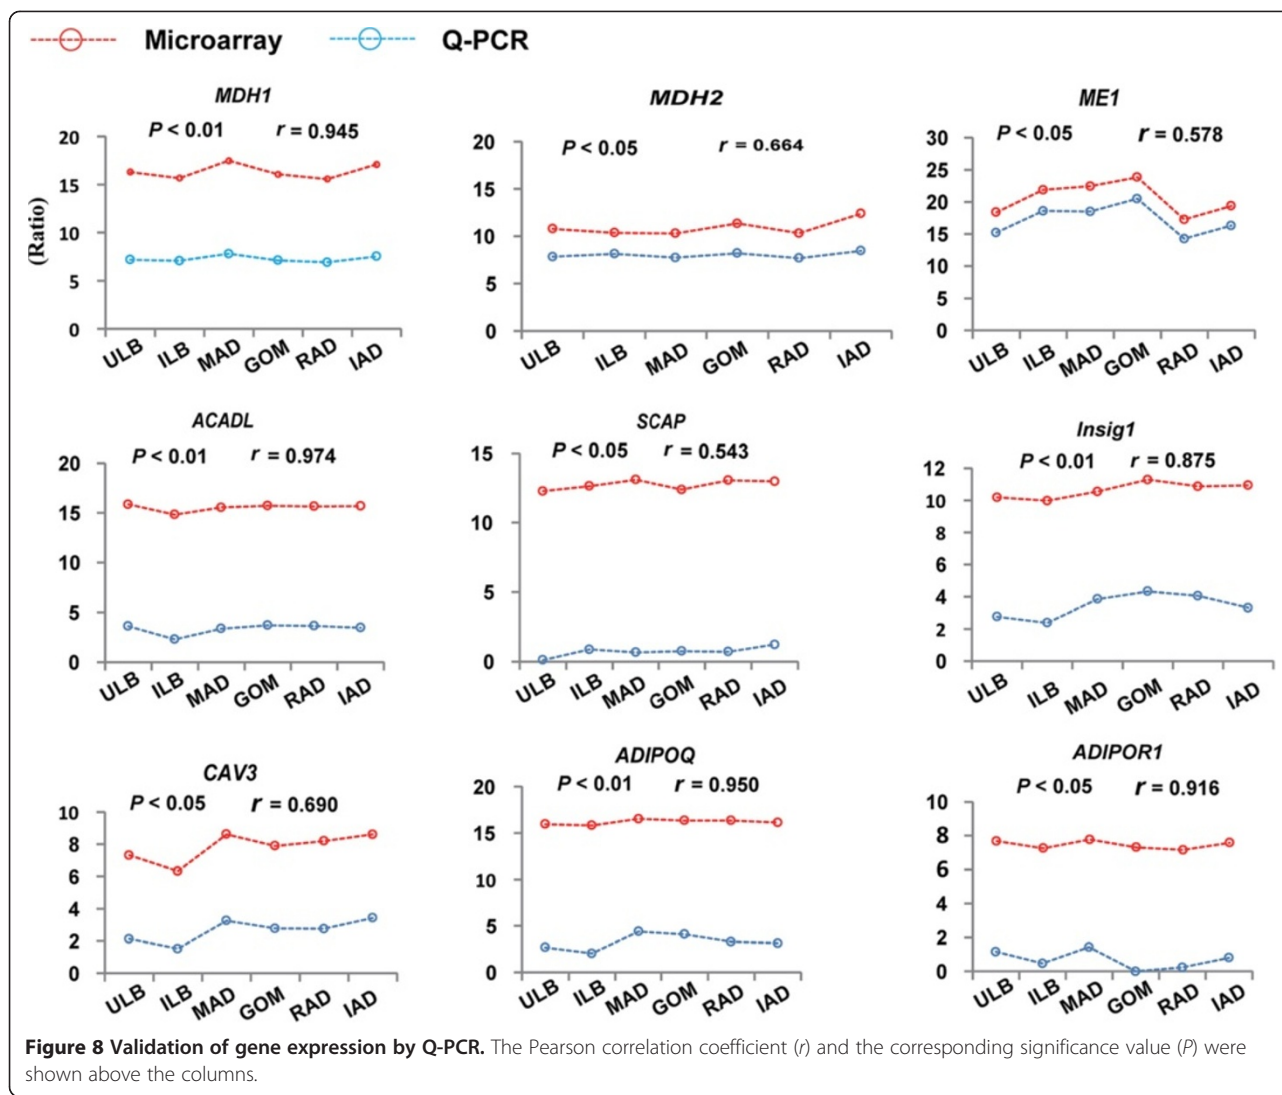 Microarray Q-PCR
MDH1
P < 0.01 r = 0.945
(Ratio)
20
15
10
5
0
ULB ILB MAD GOM RAD IAD
MDH2
P < 0.05 r = 0.664
20
15
10
5
0
ULB ILB MAD GOM RAD IAD
ME1
P < 0.05 r = 0.578
30
25
20
15
10
5
0
ULB ILB MAD GOM RAD IAD
ACADL
P < 0.01 r = 0.974
20
15
10
5
0
ULB ILB MAD GOM RAD IAD
SCAP
P < 0.05 r = 0.543
15
10
5
0
ULB ILB MAD GOM RAD IAD
Insig1
P < 0.01 r = 0.875
12
10
8
6
4
2
0
ULB ILB MAD GOM RAD IAD
CAV3
P < 0.05 r = 0.690
10
8
6
4
2
0
ULB ILB MAD GOM RAD IAD
ADIPOQ
P < 0.01 r = 0.950
20
15
10
5
0
ULB ILB MAD GOM RAD IAD
ADIPOR1
P < 0.05 r = 0.916
10
8
6
4
2
0
ULB ILB MAD GOM RAD IAD
Figure 8 Validation of gene expression by Q-PCR. The Pearson correlation coefficient (r) and the corresponding significance value (P) were
shown above the columns.